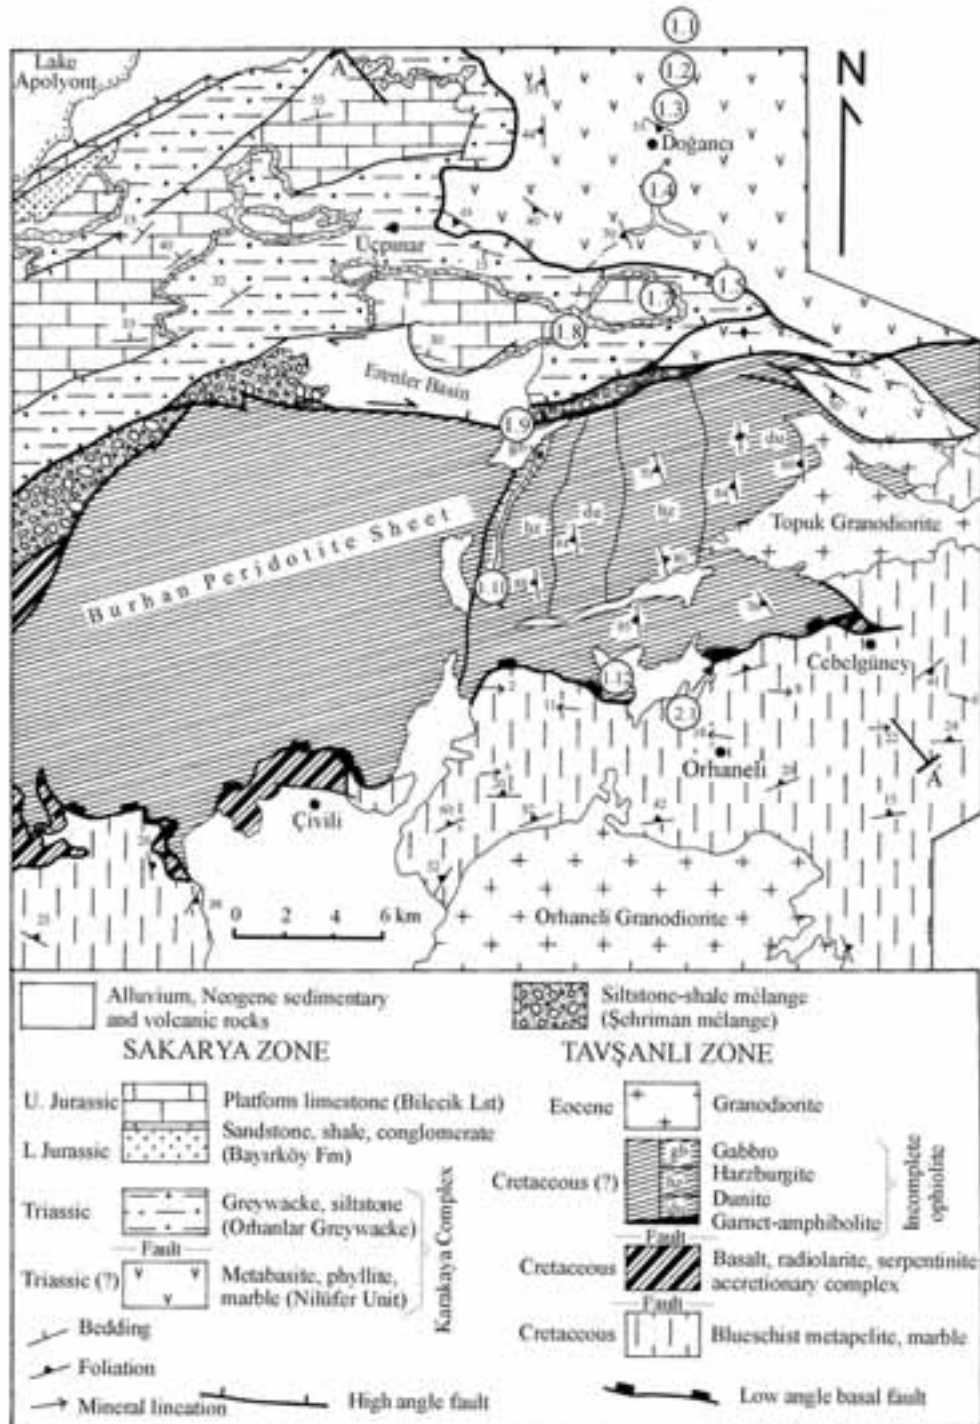 1.1
Lake
Apolyont
A
1.2
N
1.3
Doğancı
1.4
Uçpınar
1.5
1.7
1.8
Erenler Basin
1.9
du
du
hz
hz
Topuk Granodiorite
Burhan Peridotite Sheet
1.11
Cebelgüney
1.12
2.1
Orhaneli
A
Çivili
0 2 4 6 km
Orhaneli Granodiorite
Alluvium, Neogene sedimentary
and volcanic rocks
Siltstone-shale mélange
(Şehriman mélange)
SAKARYA ZONE
TAVŞANLI ZONE
U. Jurassic
Platform limestone (Bilecik Lst)
L Jurassic
Sandstone, shale, conglomerate
(Bayırköy Fm)
Triassic
Greywacke, siltstone
(Orhanlar Greywacke)
Fault
Triassic (?)
Metabasite, phyllite,
marble (Nilüfer Unit)
Karakaya Complex
Eocene
Granodiorite
Cretaceous (?)
gb
Gabbro
Harzburgite
Dunite
Garnet-amphibolite
Incomplete
ophiolite
Fault
Cretaceous
Basalt, radiolarite, serpentinite
accretionary complex
Fault
Cretaceous
Blueschist metapelite, marble
Bedding
Foliation
Mineral lineation
High angle fault
Low angle basal fault